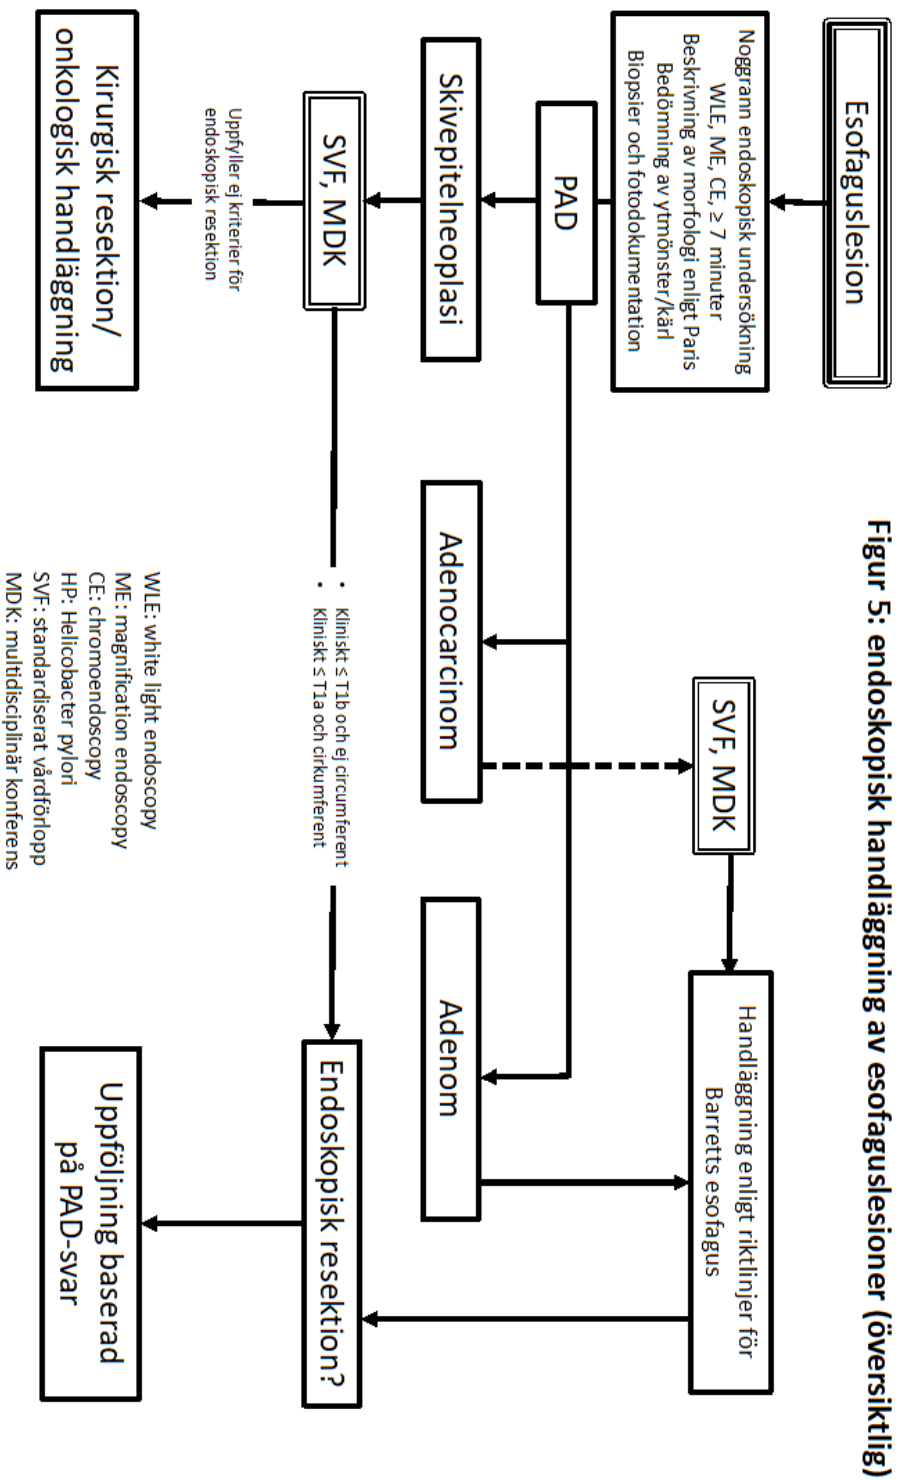 Figur 5: endoskopisk handläggning av esofaguslesioner (översiktlig)
Esofaguslesion
Noggrann endoskopisk undersökning
WLE, ME, CE, ≥ 7 minuter
Beskrivning av morfologi enligt Paris
Bedömning av ytmönster/kärl
Biopsier och fotodokumentation
PAD
SVF, MDK
Handläggning enligt riktlinjer för
Barretts esofagus
Skivepitelneoplasi
Adenocarcinom
Adenom
SVF, MDK
• Kliniskt ≤ T1b och ej circumferent
• Kliniskt ≤ T1a och cirkumferent
Endoskopisk resektion?
Uppfyller ej kriterier för
endoskopisk resektion
Kirurgisk resektion/
onkologisk handläggning
Uppföljning baserad
på PAD-svar
WLE: white light endoscopy
ME: magnification endoscopy
CE: chromoendoscopy
HP: Helicobacter pylori
SVF: standardiserat vårdförlopp
MDK: multidisciplinär konferens